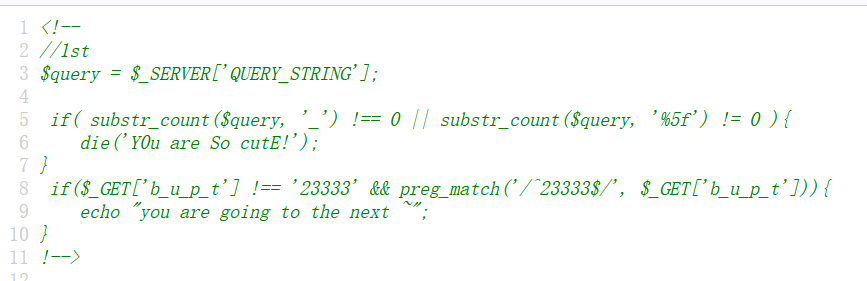 1 <!--
2 //1st
3 $query = $_SERVER['QUERY_STRING'];
4
5 if( substr_count($query, '_') !== 0 || substr_count($query, '%5f') != 0 ){
6 die('Y0u are So cutE!');
7 }
8 if($_GET['b_u_p_t'] !== '23333' && preg_match('/^23333$/', $_GET['b_u_p_t'])){
9 echo "you are going to the next ~";
10 }
11 !-->
12